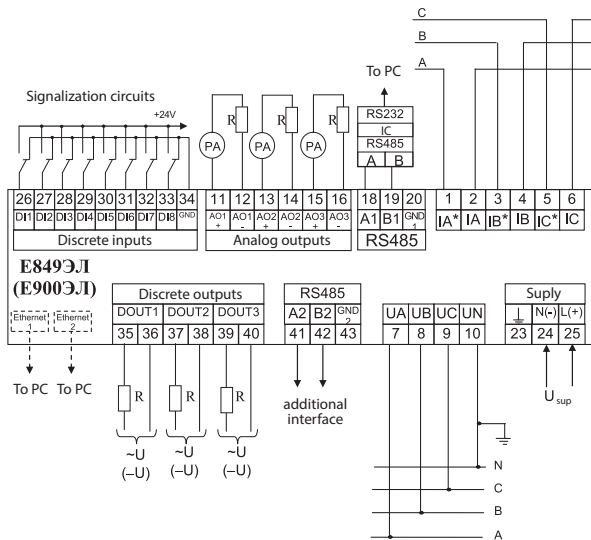 C
B
A
To PC
Signalization circuits
+24V
R R R
PA PA PA
RS232
IC
RS485
A B
26 27 28 29 30 31 32 33 34
DI1 DI2 DI3 DI4 DI5 DI6 DI7 DI8 GND
Discrete inputs
11 12 13 14 15 16
AO1 + AO1 - AO2 + AO2 - AO3 + AO3 -
Analog outputs
18 19 20
A1 B1 GND 1
RS485
1 2 3 4 5 6
IA* IA IB* IB IC* IC
E849ЭЛ
(E900ЭЛ)
Ethernet 1 Ethernet 2
To PC To PC
Discrete outputs
DOUT1 DOUT2 DOUT3
35 36 37 38 39 40
R R R
~U ~U ~U
(–U) (–U) (–U)
RS485
A2 B2 GND 2
41 42 43
additional
interface
UA UB UC UN
7 8 9 10
Suply
N(-) L(+)
23 24 25
U sup
N
C
B
A